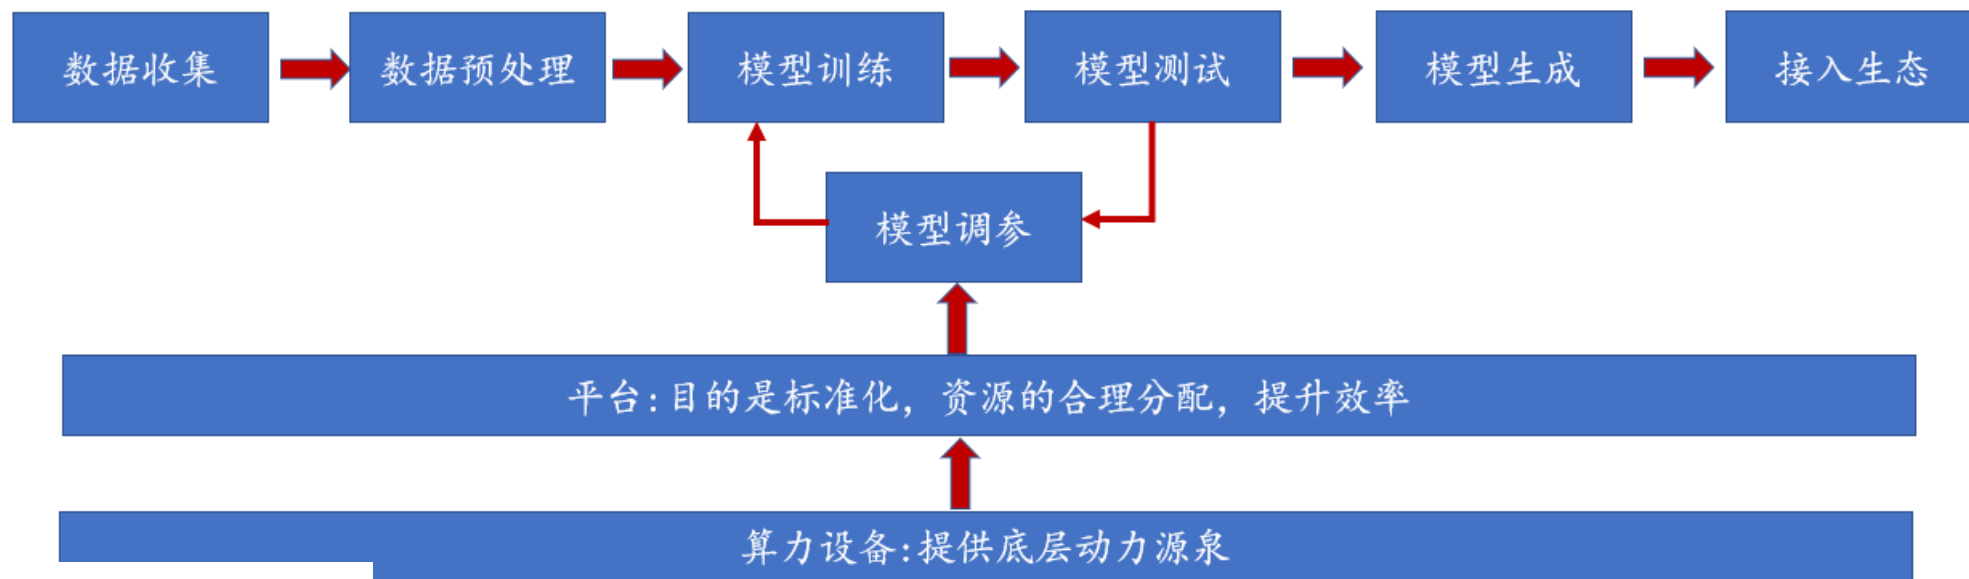 数据收集
数据预处理
模型训练
模型测试
模型生成
接入生态
模型调参
平台:目的是标准化，资源的合理分配，提升效率
算力设备:提供底层动力源泉